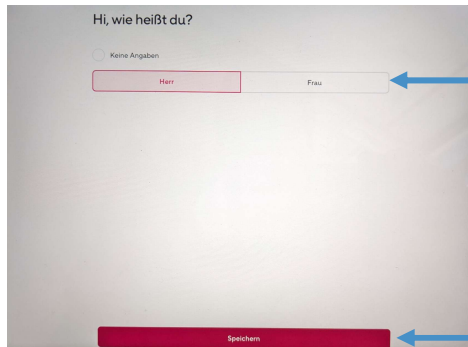 Hi, wie heißt du?
Keine Angaben
Herr
Frau
Speichern